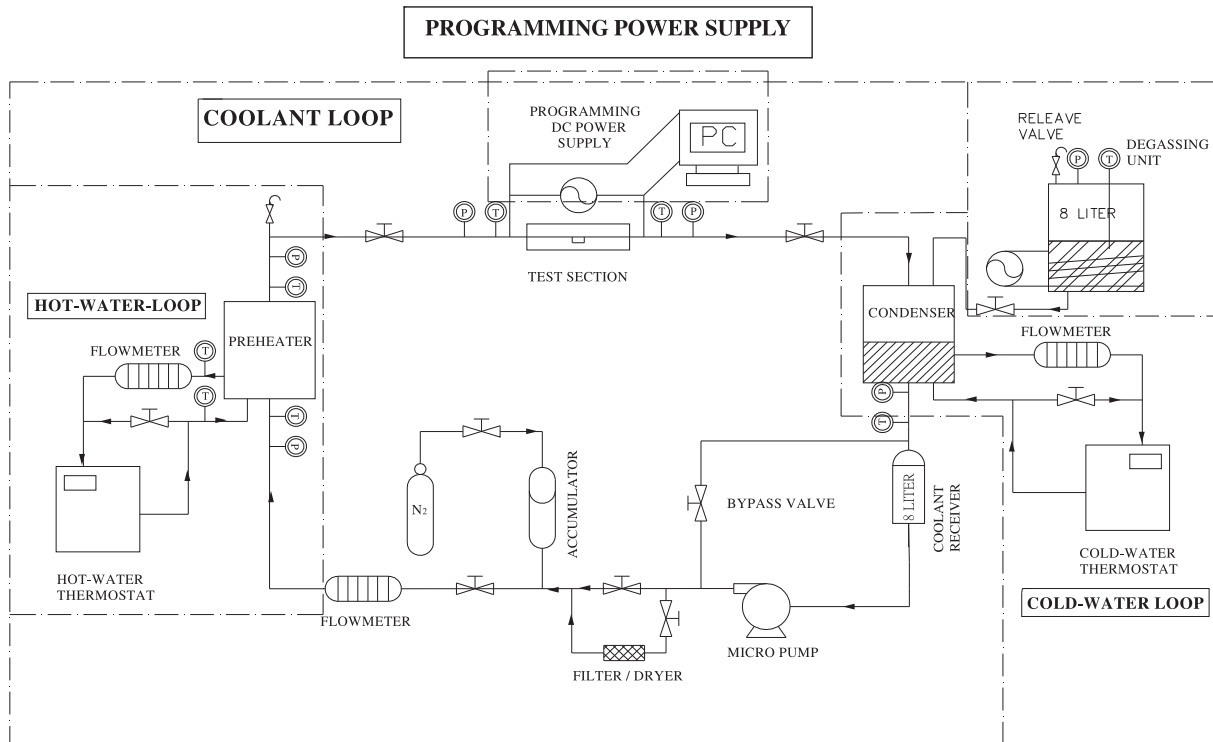 PROGRAMMING POWER SUPPLY
COOLANT LOOP
PROGRAMMING
DC POWER
SUPPLY
PC
RELEAVE
VALVE
P
T
DEGASSING
UNIT
8 LITER
P
T
T
P
TEST SECTION
P
T
HOT-WATER-LOOP
PREHEATER
CONDENSER
FLOWMETER
T
FLOWMETER
T
T
P
P
T
N2
ACCUMULATOR
BYPASS VALVE
8 LITER
COOLANT
RECEIVER
HOT-WATER
THERMOSTAT
COLD-WATER
THERMOSTAT
COLD-WATER LOOP
FLOWMETER
MICRO PUMP
FILTER / DRYER